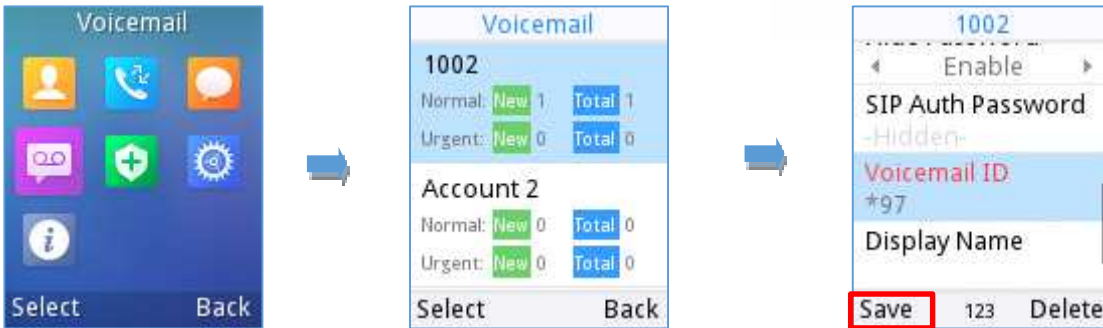 Voicemail
Select Back
Voicemail
1002
Normal: New 1 Total 1
Urgent: New 0 Total 0
Account 2
Normal: New 0 Total 0
Urgent: New 0 Total 0
Select Back
1002
Enable
SIP Auth Password
-Hidden-
Voicemail ID
*97
Display Name
Save 123 Delete